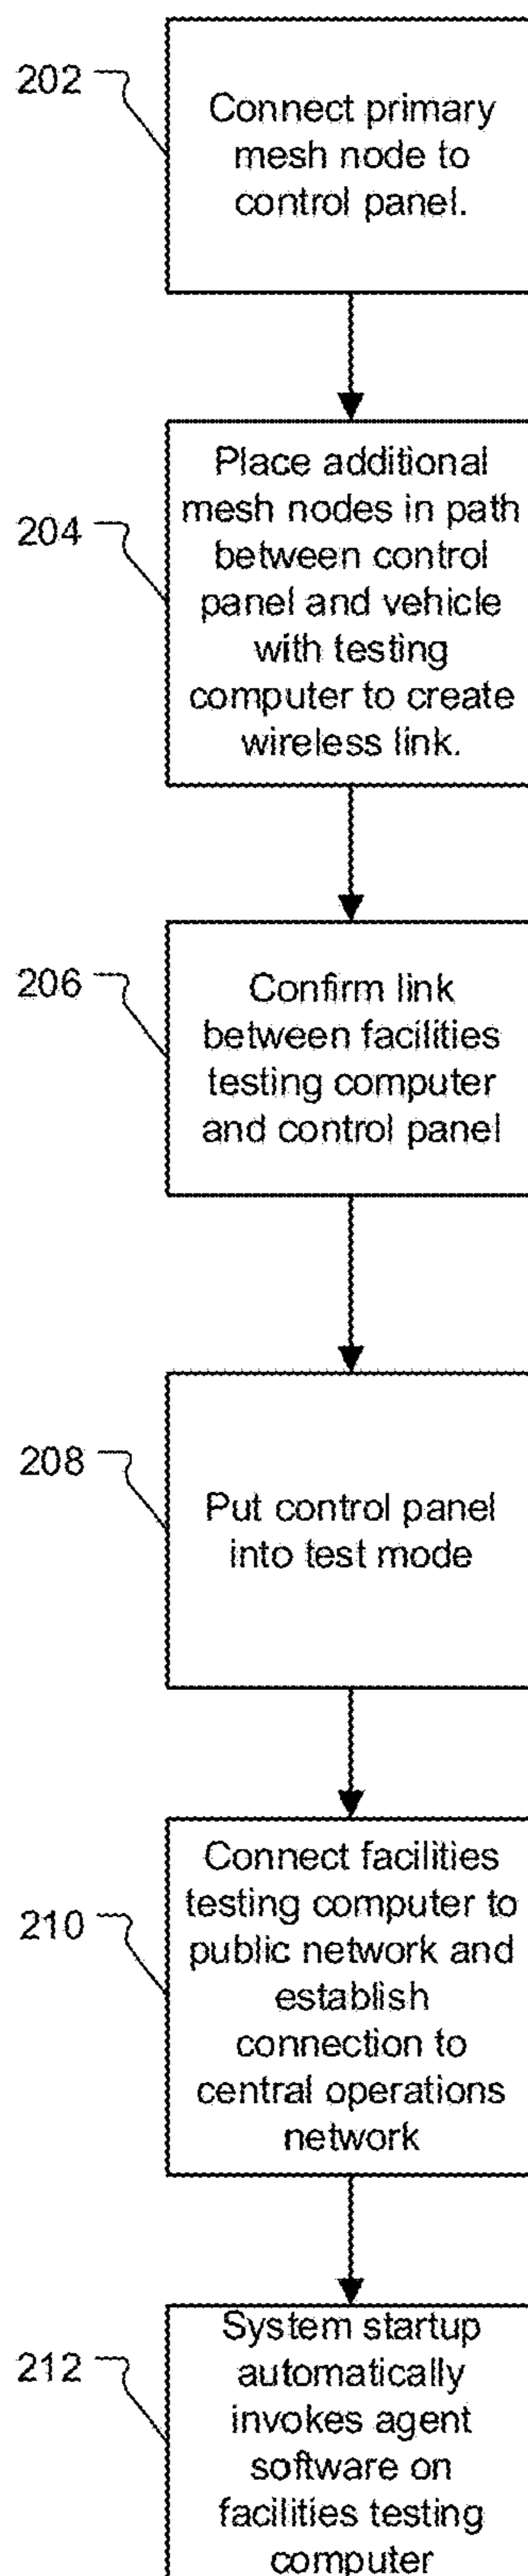 202
Connect primary
mesh node to
control panel.
204
Place additional
mesh nodes in path
between control
panel and vehicle
with testing
computer to create
wireless link.
206
Confirm link
between facilities
testing computer
and control panel
208
Put control panel
into test mode
210
Connect facilities
testing computer to
public network and
establish
connection to
central operations
network
212
System startup
automatically
invokes agent
software on
facilities testing
computer